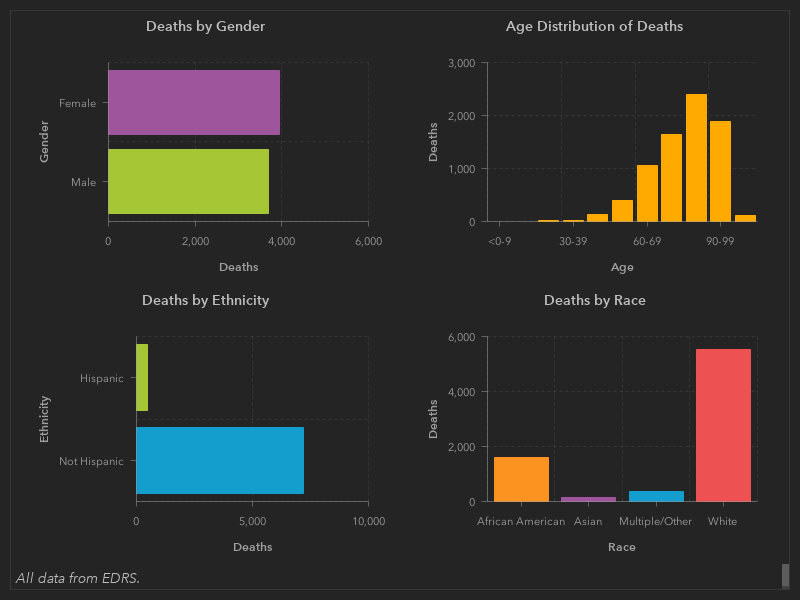 Deaths by Gender
Gender
Female
Male
0 2,000 4,000 6,000
Deaths
Age Distribution of Deaths
Deaths
3,000
2,000
1,000
0
<0-9 30-39 60-69 90-99
Age
Deaths by Ethnicity
Ethnicity
Hispanic
Not Hispanic
0 5,000 10,000
Deaths
Deaths by Race
Deaths
6,000
4,000
2,000
0
African American Asian Multiple/Other White
Race
All data from EDRS.